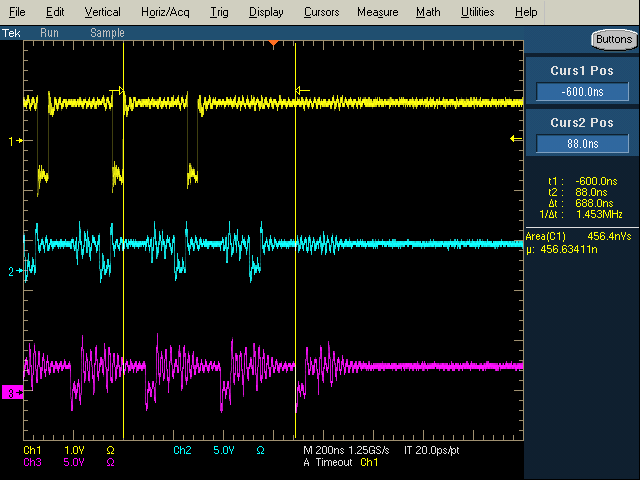 File Edit Vertical Horiz/Acq Trig Display Cursors Measure Math Utilities Help
Tek Run Sample Buttons
Curs1 Pos
-600.0ns
Curs2 Pos
88.0ns
1
t1 : -600.0ns
t2 : 88.0ns
Δt : 688.0ns
1/Δt : 1.453MHz
Area(C1) 456.4nVs
µ: 456.63411n
2
3
Ch1 1.0V Ω Ch2 5.0V Ω M 200ns 1.25GS/s IT 20.0ps/pt
Ch3 5.0V Ω A Timeout Ch1